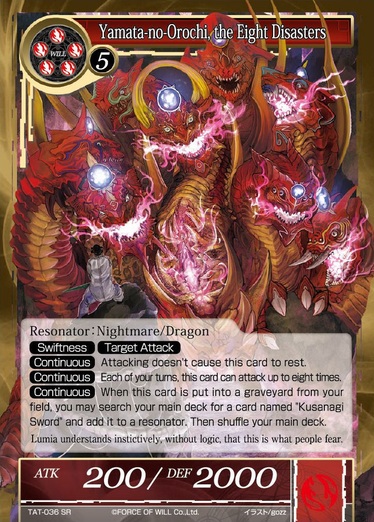 Yamata-no-Orochi, the Eight Disasters
WILL
5
Resonator: Nightmare/Dragon
Swiftness Target Attack
Continuous Attacking doesn't cause this card to rest.
Continuous Each of your turns, this card can attack up to eight times.
Continuous When this card is put into a graveyard from your
field, you may search your main deck for a card named "Kusanagi
Sword" and add it to a resonator. Then shuffle your main deck.
Lumia understands instictively, without logic, that this is what people fear.
ATK 200/ DEF 2000
TAT-036 SR ©FORCE OF WILL Co.,Ltd. イラスト/gozz